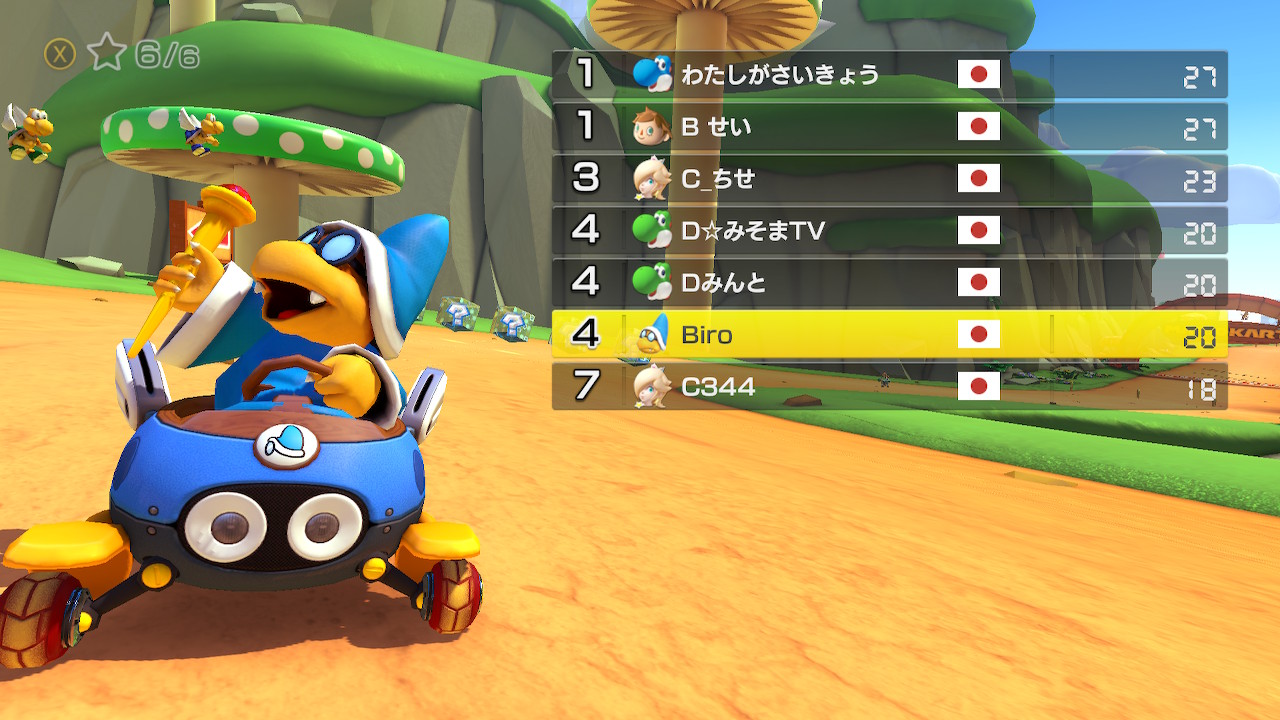 X ☆ 6/6
1 わたしがさいきょう 27
1 B せい 27
3 C_ちせ 23
4 D☆みそまTV 20
4 Dみんと 20
4 Biro 20
7 C344 18
KART